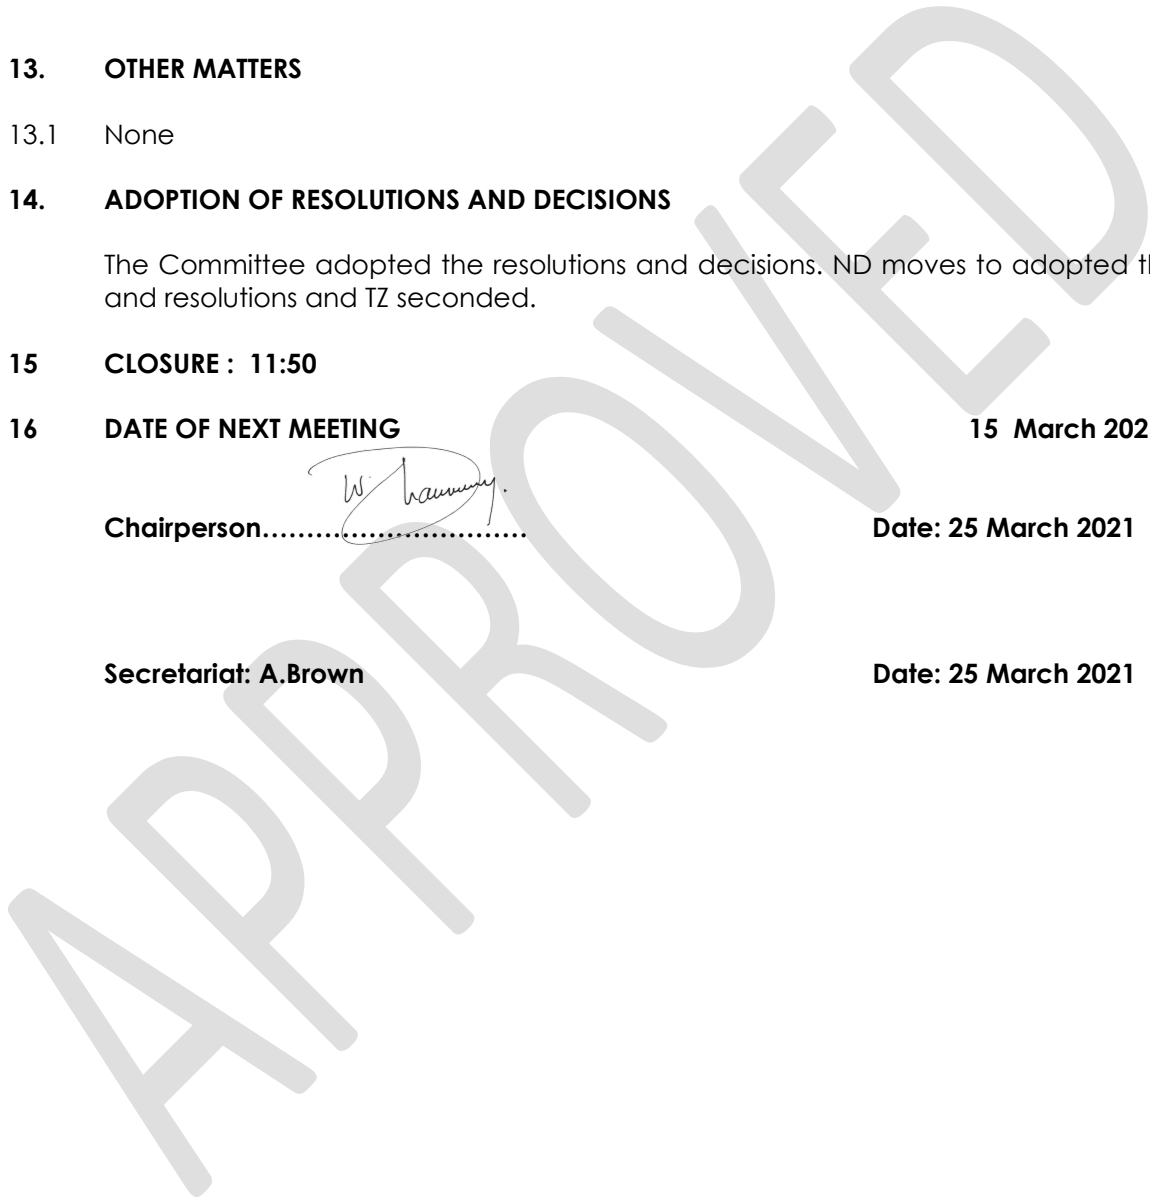 13. OTHER MATTERS
13.1 None
14. ADOPTION OF RESOLUTIONS AND DECISIONS
The Committee adopted the resolutions and decisions. ND moves to adopted
and resolutions and TZ seconded.
15 CLOSURE : 11:50
16 DATE OF NEXT MEETING 15 March 202
W.
Chairperson.............................. Date: 25 March 2021
Secretariat: A.Brown Date: 25 March 2021
APPROVED